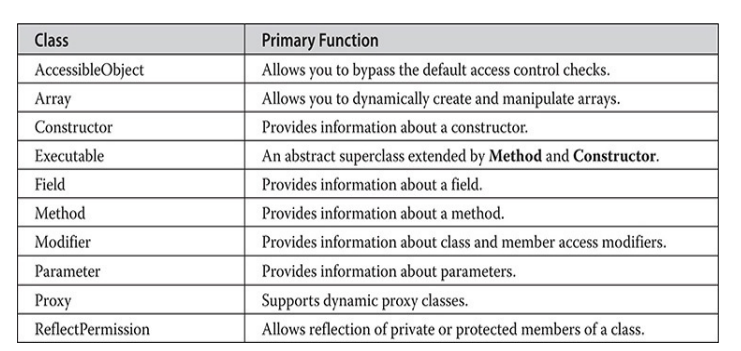 Class Primary Function
AccessibleObject Allows you to bypass the default access control checks.
Array Allows you to dynamically create and manipulate arrays.
Constructor Provides information about a constructor.
Executable An abstract superclass extended by Method and Constructor.
Field Provides information about a field.
Method Provides information about a method.
Modifier Provides information about class and member access modifiers.
Parameter Provides information about parameters.
Proxy Supports dynamic proxy classes.
ReflectPermission Allows reflection of private or protected members of a class.